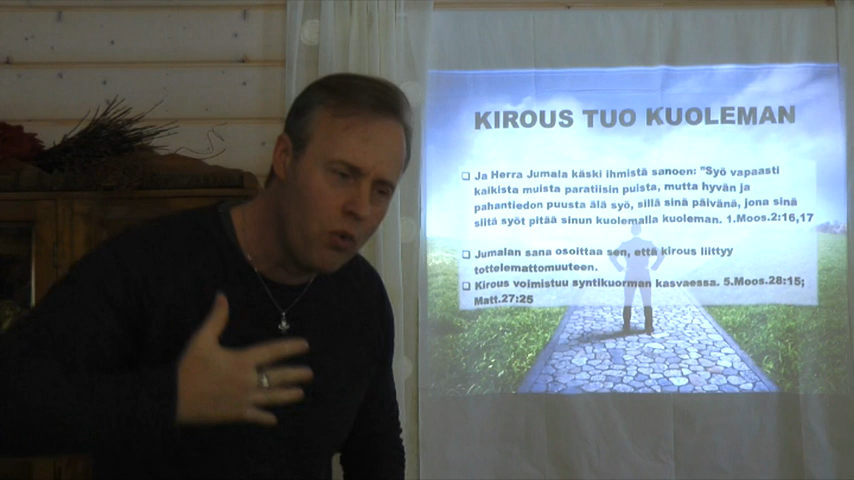 KIROUS TUO KUOLEMAN
❑ Ja Herra Jumala käski ihmistä sanoen: "Syö vapaasti
kaikista muista paratiisin puista, mutta hyvän ja
pahantiedon puusta älä syö, sillä sinä päivänä, jona sinä
siitä syöt pitää sinun kuolemalla kuoleman. 1.Moos.2:16,17
❑ Jumalan sana osoittaa sen, että kirous liittyy
tottelemattomuuteen.
❑ Kirous voimistuu syntikuorman kasvaessa. 5.Moos.28:15;
Matt.27:25